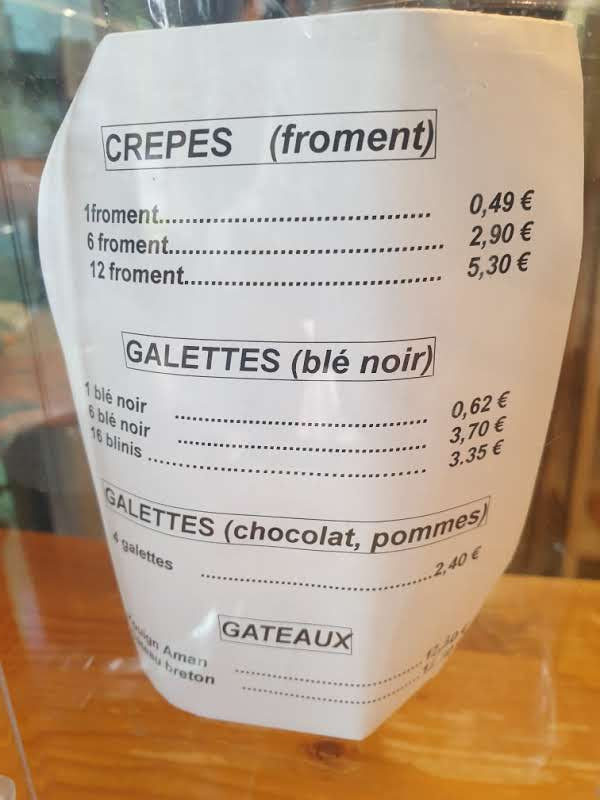 CREPES (froment)
1froment............................................. 0,49 €
6 froment............................................. 2,90 €
12 froment.......................................... 5,30 €
GALETTES (blé noir)
1 blé noir .......................................... 0,62 €
6 blé noir .......................................... 3,70 €
16 blinis .............................................. 3.35 €
GALETTES (chocolat, pommes)
4 galettes ......................................2,40 €
GATEAUX
Aman ..............................
breton ..............................